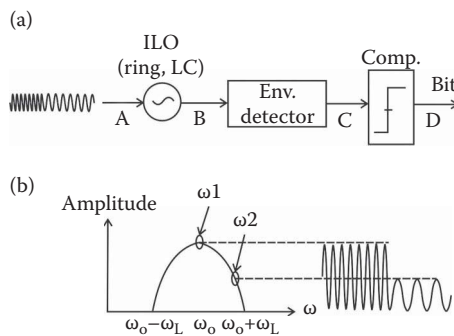 (a)
ILO
(ring, LC)
Comp.
Env.
detector
Bit
A
B
C
D
(b)
Amplitude
ω1
ω2
ω
ωo−ωL
ωo
ωo+ωL